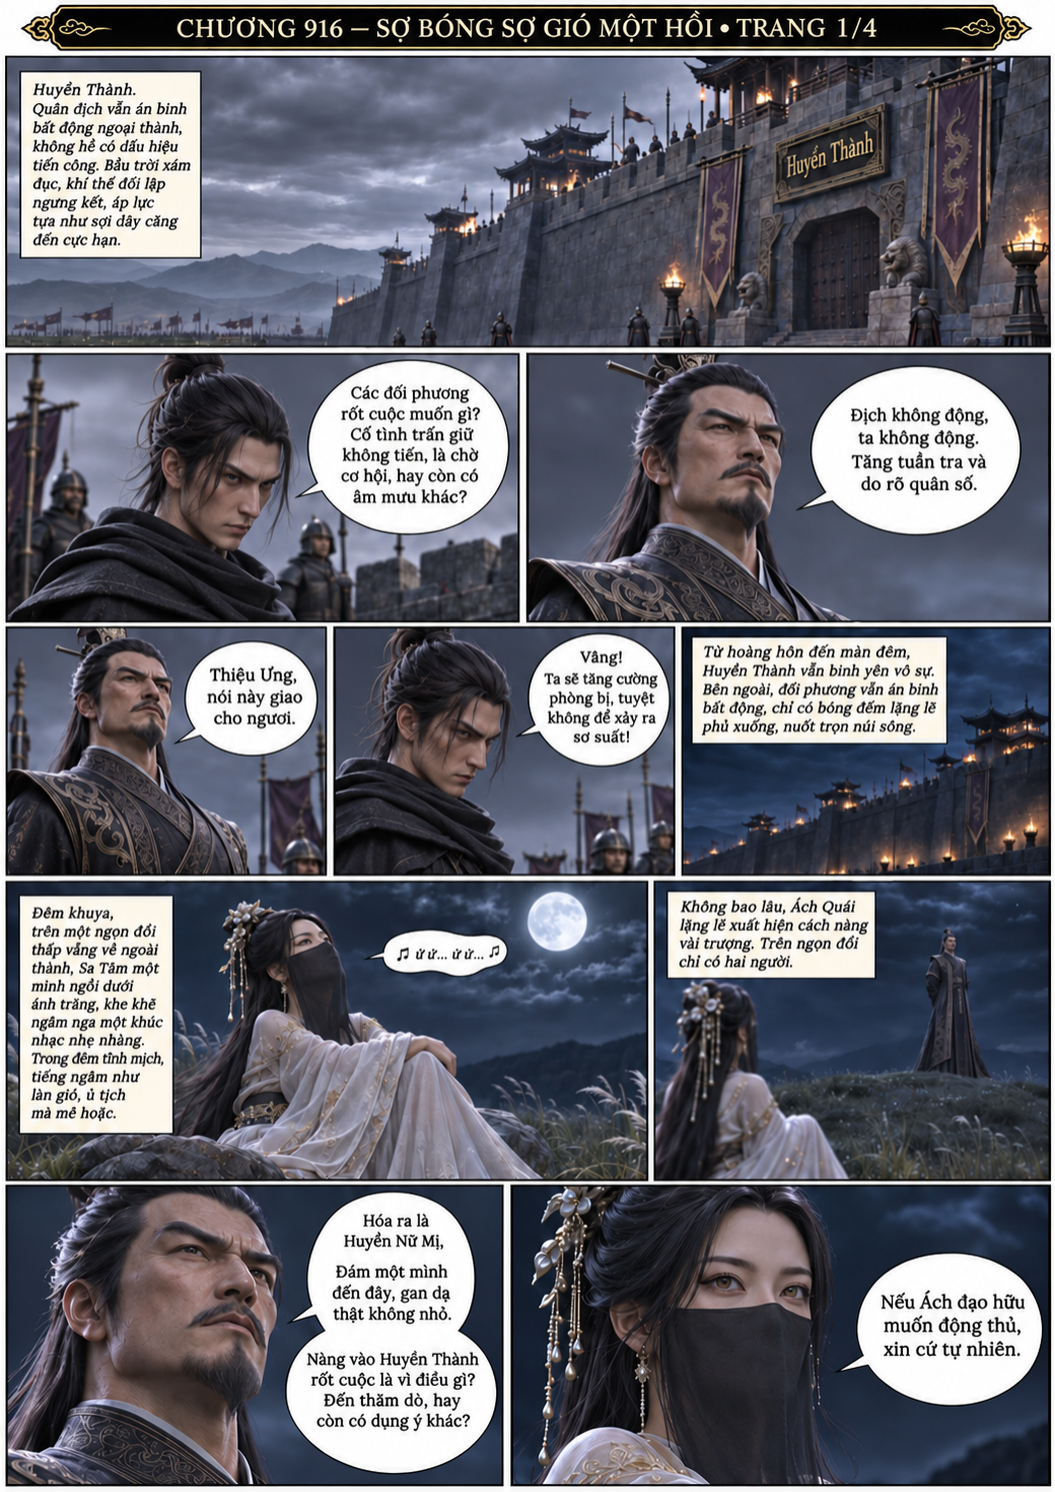 CHƯƠNG 916 — SỢ BÓNG SỢ GIÓ MỘT HỒI • TRANG 1/4
Huyền Thành.
Quân địch vẫn án binh
bất động ngoại thành,
không hề có dấu hiệu
tiến công. Bầu trời xám
đục, khí thế đối lập
ngưng kết, áp lực
tựa như sợi dây căng
đến cực hạn.
Huyền Thành
Các đối phương
rốt cuộc muốn gì?
Cố tình trấn giữ
không tiến, là chờ
cơ hội, hay còn có
âm mưu khác?
Địch không động,
ta không động.
Tăng tuần tra và
do rõ quân số.
Thiệu Ưng,
nói này giao
cho ngươi.
Vâng!
Ta sẽ tăng cường
phòng bị, tuyệt
không để xảy ra
sơ suất!
Từ hoàng hôn đến màn đêm,
Huyền Thành vẫn binh yên vô sự.
Bên ngoài, đối phương vẫn án binh
bất động, chỉ có bóng đếm lặng lẽ
phủ xuống, nuốt trọn núi sông.
Đêm khuya,
trên một ngọn đồi
thấp vắng vẻ ngoài
thành, Sa Tâm một
mình ngồi dưới
ánh trăng, khe khẽ
ngâm nga một khúc
nhạc nhẹ nhàng.
Trong đêm tĩnh mịch,
tiếng ngâm như
làn gió, ủ tịch
mà mê hoặc.
♫ ử ử... ử ử... ♫
Không bao lâu, Ách Quái
lặng lẽ xuất hiện cách nàng
vài trượng. Trên ngọn đồi
chỉ có hai người.
Hóa ra là
Huyền Nữ Mị,
Đám một mình
đến đây, gan dạ
thật không nhỏ.
Nàng vào Huyền Thành
rốt cuộc là vì điều gì?
Đến thăm dò, hay
còn có dụng ý khác?
Nếu Ách đạo hữu
muốn động thủ,
xin cứ tự nhiên.